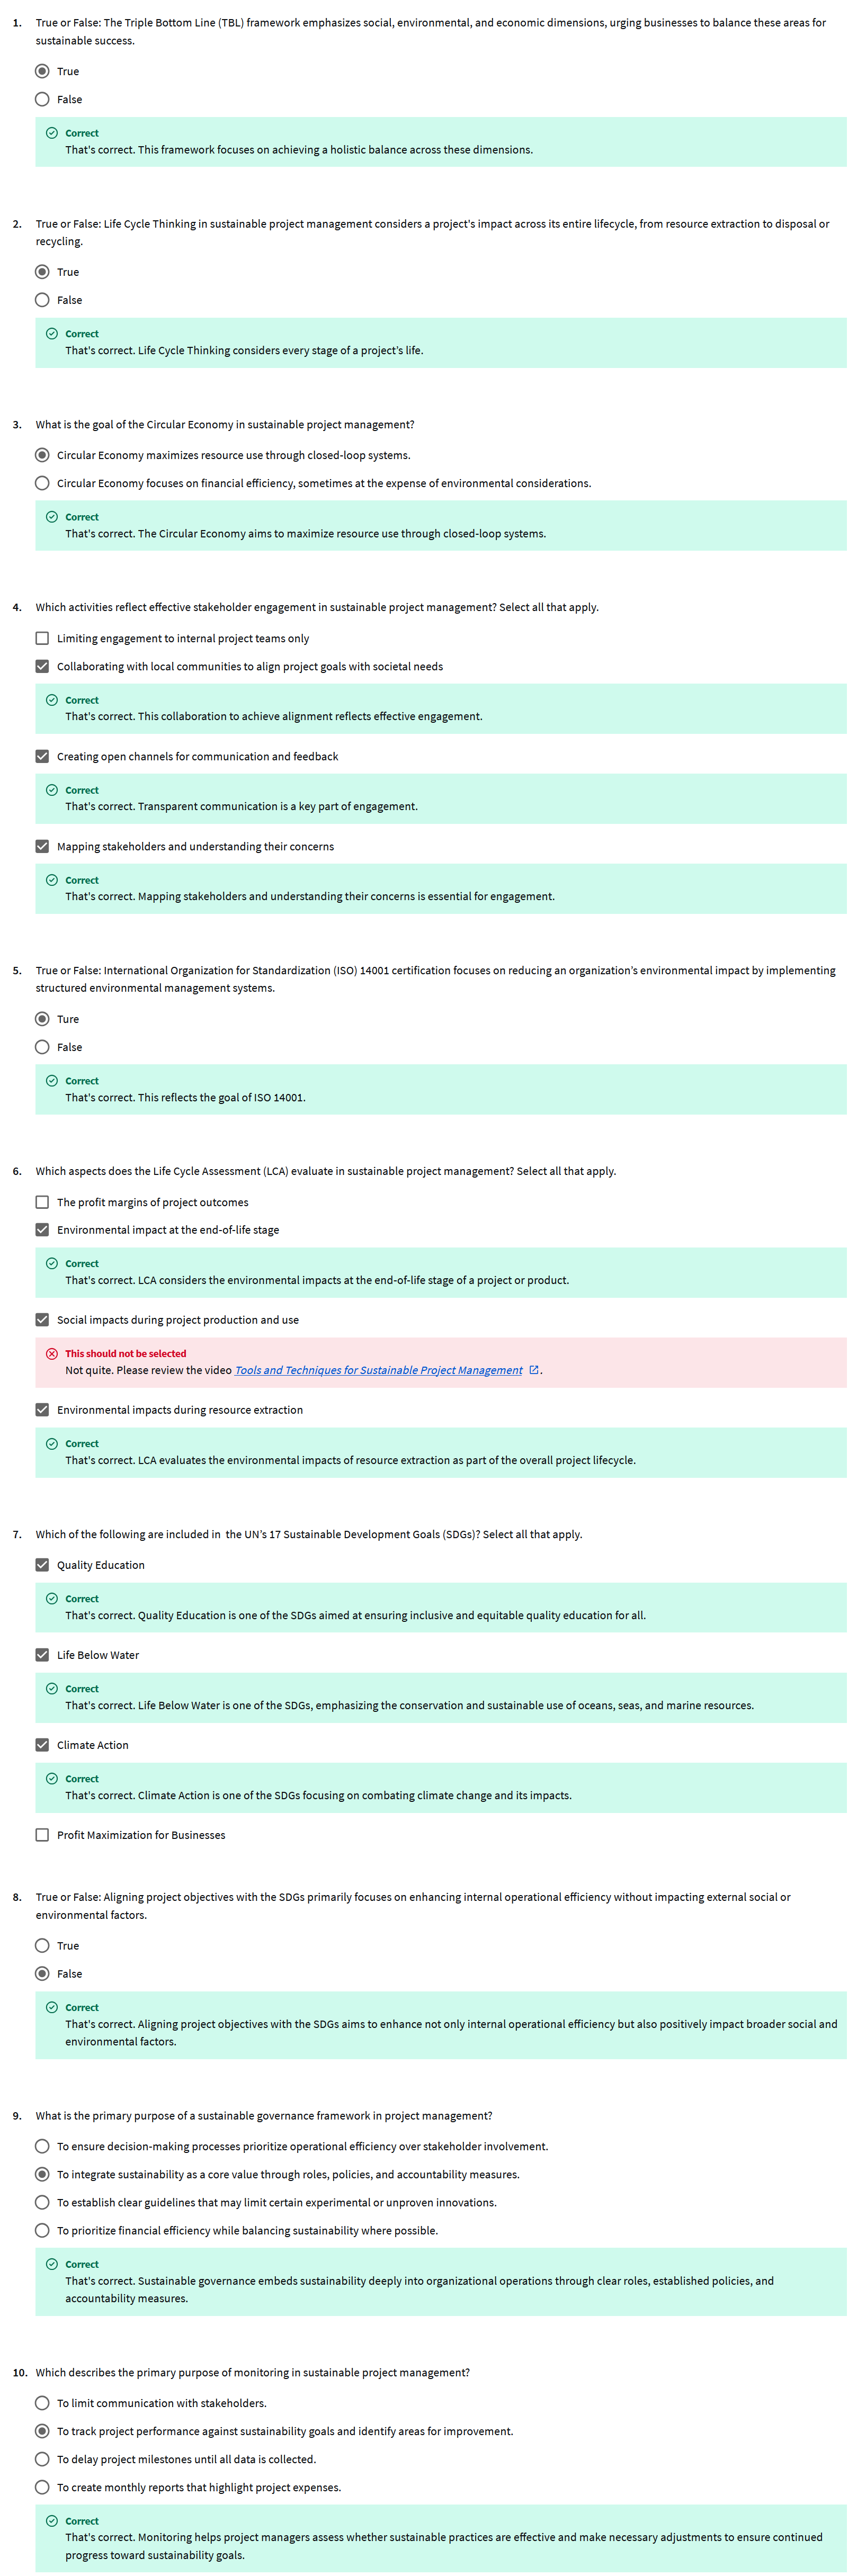 1. True or False: The Triple Bottom Line (TBL) framework emphasizes social, environmental, and economic dimensions, urging businesses to balance these areas for
sustainable success.
True
False
Correct
That's correct. This framework focuses on achieving a holistic balance across these dimensions.
2. True or False: Life Cycle Thinking in sustainable project management considers a project's impact across its entire lifecycle, from resource extraction to disposal or
recycling.
True
False
Correct
That's correct. Life Cycle Thinking considers every stage of a project's life.
3. What is the goal of the Circular Economy in sustainable project management?
Circular Economy maximizes resource use through closed-loop systems.
Circular Economy focuses on financial efficiency, sometimes at the expense of environmental considerations.
Correct
That's correct. The Circular Economy aims to maximize resource use through closed-loop systems.
4. Which activities reflect effective stakeholder engagement in sustainable project management? Select all that apply.
Limiting engagement to internal project teams only
Collaborating with local communities to align project goals with societal needs
Correct
That's correct. This collaboration to achieve alignment reflects effective engagement.
Creating open channels for communication and feedback
Correct
That's correct. Transparent communication is a key part of engagement.
Mapping stakeholders and understanding their concerns
Correct
That's correct. Mapping stakeholders and understanding their concerns is essential for engagement.
5. True or False: International Organization for Standardization (ISO) 14001 certification focuses on reducing an organization's environmental impact by implementing
structured environmental management systems.
Ture
False
Correct
That's correct. This reflects the goal of ISO 14001.
6. Which aspects does the Life Cycle Assessment (LCA) evaluate in sustainable project management? Select all that apply.
The profit margins of project outcomes
Environmental impact at the end-of-life stage
Correct
That's correct. LCA considers the environmental impacts at the end-of-life stage of a project or product.
Social impacts during project production and use
This should not be selected
Not quite. Please review the video Tools and Techniques for Sustainable Project Management .
Environmental impacts during resource extraction
Correct
That's correct. LCA evaluates the environmental impacts of resource extraction as part of the overall project lifecycle.
7. Which of the following are included in the UN's 17 Sustainable Development Goals (SDGs)? Select all that apply.
Quality Education
Correct
That's correct. Quality Education is one of the SDGs aimed at ensuring inclusive and equitable quality education for all.
Life Below Water
Correct
That's correct. Life Below Water is one of the SDGs, emphasizing the conservation and sustainable use of oceans, seas, and marine resources.
Climate Action
Correct
That's correct. Climate Action is one of the SDGs focusing on combating climate change and its impacts.
Profit Maximization for Businesses
8. True or False: Aligning project objectives with the SDGs primarily focuses on enhancing internal operational efficiency without impacting external social or
environmental factors.
True
False
Correct
That's correct. Aligning project objectives with the SDGs aims to enhance not only internal operational efficiency but also positively impact broader social and
environmental factors.
9. What is the primary purpose of a sustainable governance framework in project management?
To ensure decision-making processes prioritize operational efficiency over stakeholder involvement.
To integrate sustainability as a core value through roles, policies, and accountability measures.
To establish clear guidelines that may limit certain experimental or unproven innovations.
To prioritize financial efficiency while balancing sustainability where possible.
Correct
That's correct. Sustainable governance embeds sustainability deeply into organizational operations through clear roles, established policies, and
accountability measures.
10. Which describes the primary purpose of monitoring in sustainable project management?
To limit communication with stakeholders.
To track project performance against sustainability goals and identify areas for improvement.
To delay project milestones until all data is collected.
To create monthly reports that highlight project expenses.
Correct
That's correct. Monitoring helps project managers assess whether sustainable practices are effective and make necessary adjustments to ensure continued
progress toward sustainability goals.